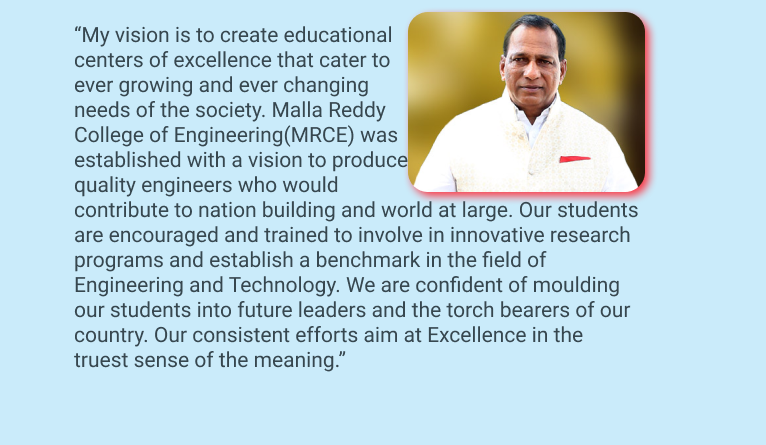 “My vision is to create educational
centers of excellence that cater to
ever growing and ever changing
needs of the society. Malla Reddy
College of Engineering(MRCE) was
established with a vision to produce
quality engineers who would
contribute to nation building and world at large. Our students
are encouraged and trained to involve in innovative research
programs and establish a benchmark in the field of
Engineering and Technology. We are confident of moulding
our students into future leaders and the torch bearers of our
country. Our consistent efforts aim at Excellence in the
truest sense of the meaning.”